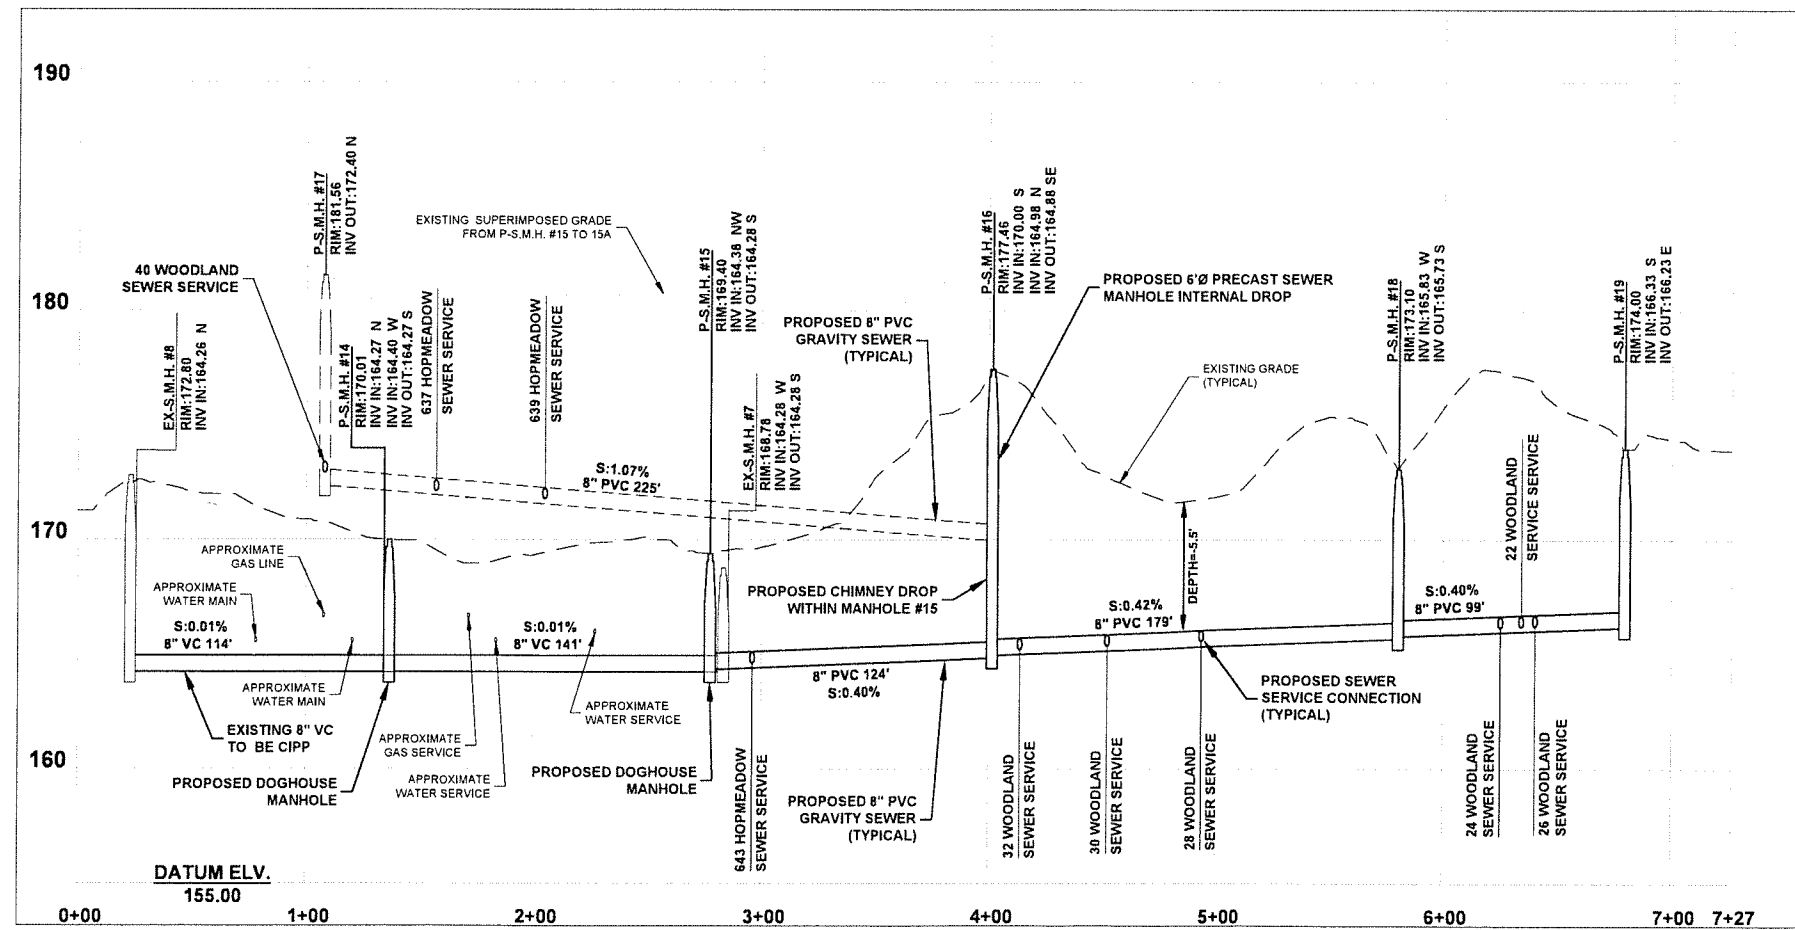 190
180
170
160
EX-S.M.H. #8
RIM:172.80
INV IN:164.26 N
40 WOODLAND
SEWER SERVICE
P-S.M.H. #17
RIM:181.56
INV OUT:172.40 N
P-S.M.H. #14
RIM:170.01
INV IN:164.27 N
INV IN:164.40 W
INV OUT:164.27 S
637 HOPMEADOW
SEWER SERVICE
639 HOPMEADOW
SEWER SERVICE
EXISTING SUPERIMPOSED GRADE
FROM P-S.M.H. #15 TO 15A
P-S.M.H. #15
RIM:169.40
INV IN:164.38 NW
INV OUT:164.28 S
EX-S.M.H. #7
RIM:168.78
INV IN:164.28 W
INV OUT:164.28 S
PROPOSED 8" PVC
GRAVITY SEWER
(TYPICAL)
P-S.M.H. #16
RIM:177.46
INV IN:170.00 S
INV IN:164.98 N
INV OUT:164.88 SE
PROPOSED 6'Ø PRECAST SEWER
MANHOLE INTERNAL DROP
EXISTING GRADE
(TYPICAL)
P-S.M.H. #18
RIM:173.10
INV IN:165.83 W
INV OUT:165.73 S
P-S.M.H. #19
RIM:174.00
INV IN:166.33 S
INV OUT:166.23 E
S:1.07%
8" PVC 225'
APPROXIMATE
GAS LINE
APPROXIMATE
WATER MAIN
S:0.01%
8" VC 114'
S:0.01%
8" VC 141'
PROPOSED CHIMNEY DROP
WITHIN MANHOLE #15
DEPTH=-5.5'
S:0.42%
8" PVC 179'
S:0.40%
8" PVC 99'
22 WOODLAND
SERVICE SERVICE
8" PVC 124'
S:0.40%
APPROXIMATE
WATER MAIN
EXISTING 8" VC
TO BE CIPP
APPROXIMATE
GAS SERVICE
APPROXIMATE
WATER SERVICE
APPROXIMATE
WATER SERVICE
PROPOSED DOGHOUSE
MANHOLE
PROPOSED DOGHOUSE
MANHOLE
643 HOPMEADOW
SEWER SERVICE
PROPOSED 8" PVC
GRAVITY SEWER
(TYPICAL)
32 WOODLAND
SEWER SERVICE
30 WOODLAND
SEWER SERVICE
28 WOODLAND
SEWER SERVICE
PROPOSED SEWER
SERVICE CONNECTION
(TYPICAL)
24 WOODLAND
SEWER SERVICE
26 WOODLAND
SEWER SERVICE
DATUM ELV.
155.00
0+00 1+00 2+00 3+00 4+00 5+00 6+00 7+00 7+27